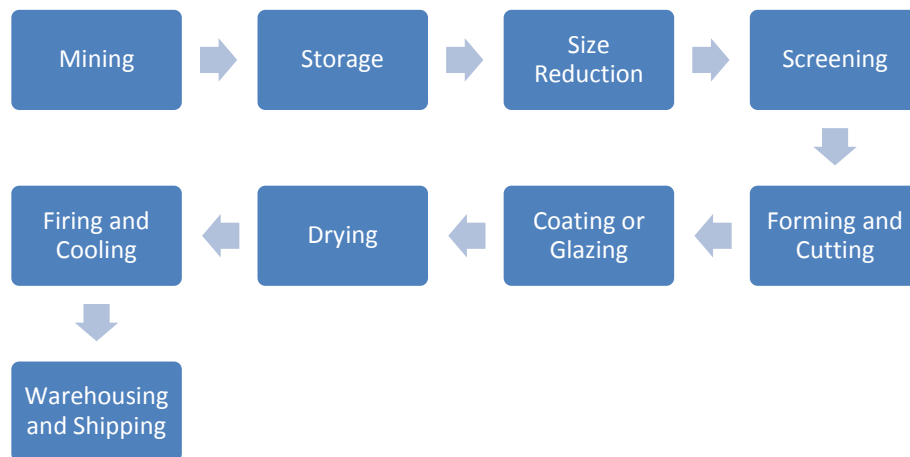 Mining
Storage
Size
Reduction
Screening
Forming and
Cutting
Coating or
Glazing
Drying
Firing and
Cooling
Warehousing
and Shipping